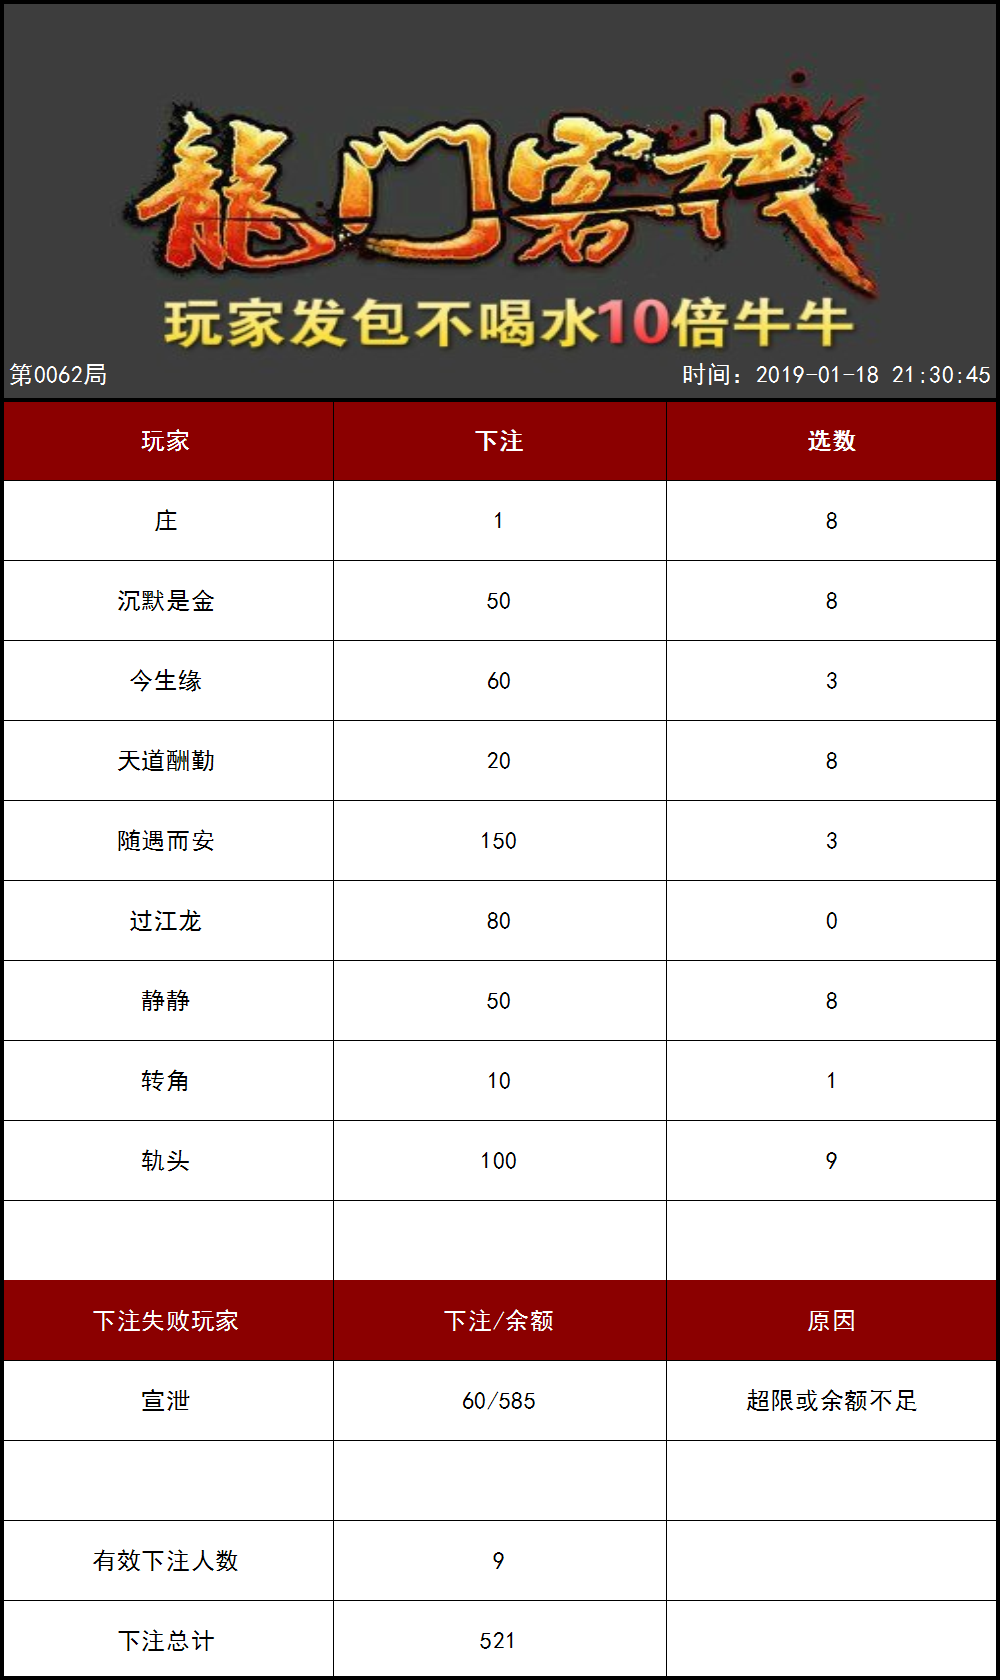 龍门客栈
玩家发包不喝水10倍牛牛
第0062局 时间：2019-01-18 21:30:45
玩家 下注 选数
庄 1 8
沉默是金 50 8
今生缘 60 3
天道酬勤 20 8
随遇而安 150 3
过江龙 80 0
静静 50 8
转角 10 1
轨头 100 9
下注失败玩家 下注/余额 原因
宣泄 60/585 超限或余额不足
有效下注人数 9
下注总计 521